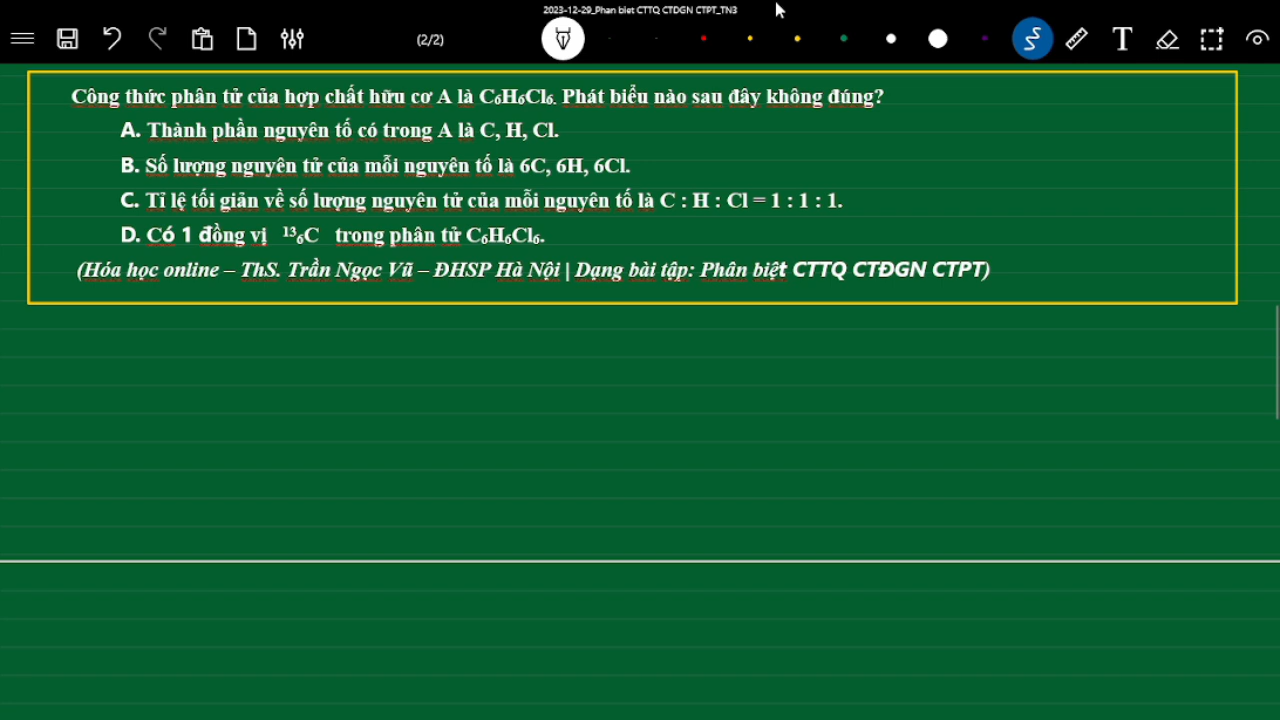 2023-12-29_Phan biet CTTQ CTDGN CTPT_TN3
(2/2)
T
Công thức phân tử của hợp chất hữu cơ A là C₆H₆Cl₆. Phát biểu nào sau đây không đúng?
A. Thành phần nguyên tố có trong A là C, H, Cl.
B. Số lượng nguyên tử của mỗi nguyên tố là 6C, 6H, 6Cl.
C. Tỉ lệ tối giản về số lượng nguyên tử của mỗi nguyên tố là C : H : Cl = 1 : 1 : 1.
D. Có 1 đồng vị ¹³₆C trong phân tử C₆H₆Cl₆.
(Hóa học online – ThS. Trần Ngọc Vũ – ĐHSP Hà Nội | Dạng bài tập: Phân biệt CTTQ CTĐGN CTPT)